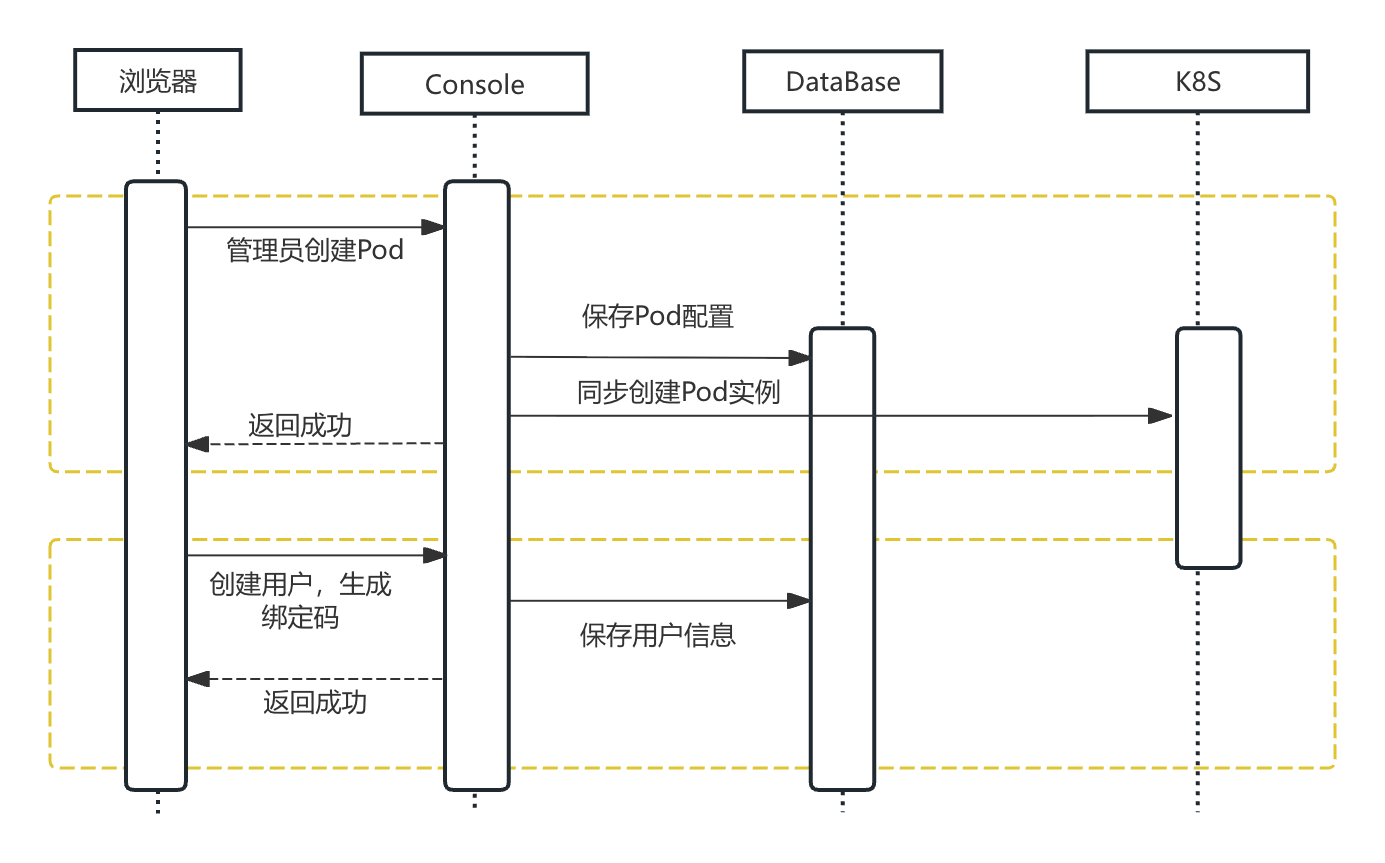 浏览器
Console
DataBase
K8S
管理员创建Pod
保存Pod配置
同步创建Pod实例
返回成功
创建用户，生成
绑定码
保存用户信息
返回成功